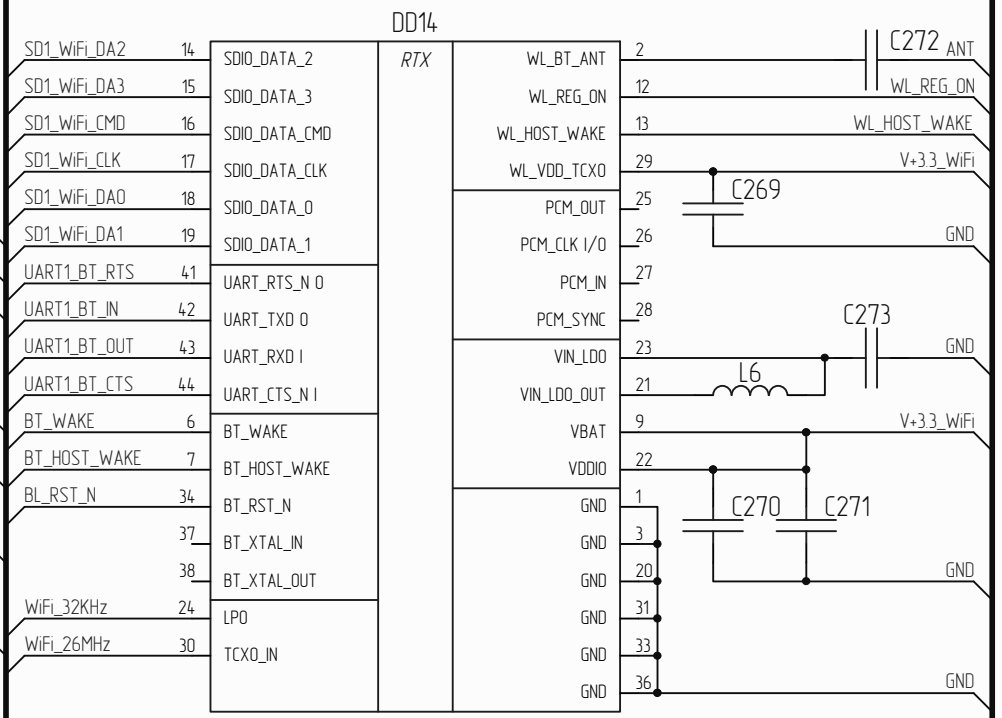 DD14
SD1_WiFi_DA2 14 SDIO_DATA_2 RTX WL_BT_ANT 2 C272 ANT
SD1_WiFi_DA3 15 SDIO_DATA_3 WL_REG_ON 12 WL_REG_ON
SD1_WiFi_CMD 16 SDIO_DATA_CMD WL_HOST_WAKE 13 WL_HOST_WAKE
SD1_WiFi_CLK 17 SDIO_DATA_CLK WL_VDD_TCXO 29 V+3.3_WiFi
C269
SD1_WiFi_DA0 18 SDIO_DATA_0 PCM_OUT 25
SD1_WiFi_DA1 19 SDIO_DATA_1 PCM_CLK I/O 26 GND
UART1_BT_RTS 41 UART_RTS_N O PCM_IN 27
UART1_BT_IN 42 UART_TXD O PCM_SYNC 28 C273
UART1_BT_OUT 43 UART_RXD I VIN_LDO 23 GND
UART1_BT_CTS 44 UART_CTS_N I VIN_LDO_OUT 21 L6
BT_WAKE 6 BT_WAKE VBAT 9 V+3.3_WiFi
BT_HOST_WAKE 7 BT_HOST_WAKE VDDIO 22
BL_RST_N 34 BT_RST_N GND 1 C270 C271
37 BT_XTAL_IN GND 3
38 BT_XTAL_OUT GND 20 GND
WiFi_32KHz 24 LPO GND 31
WiFi_26MHz 30 TCXO_IN GND 33
GND 36 GND